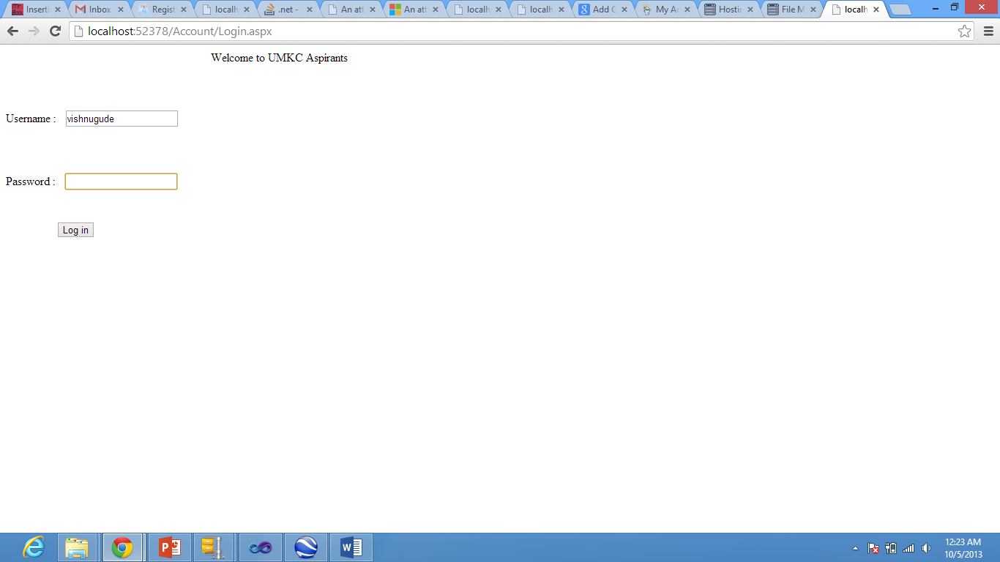 Inserti Inbox Regist localh .net - An att An att localh localh Add G My Ac Hostin File M localh
localhost:52378/Account/Login.aspx
Welcome to UMKC Aspirants
Username : vishnugude
Password :
Log in
12:23 AM
10/5/2013